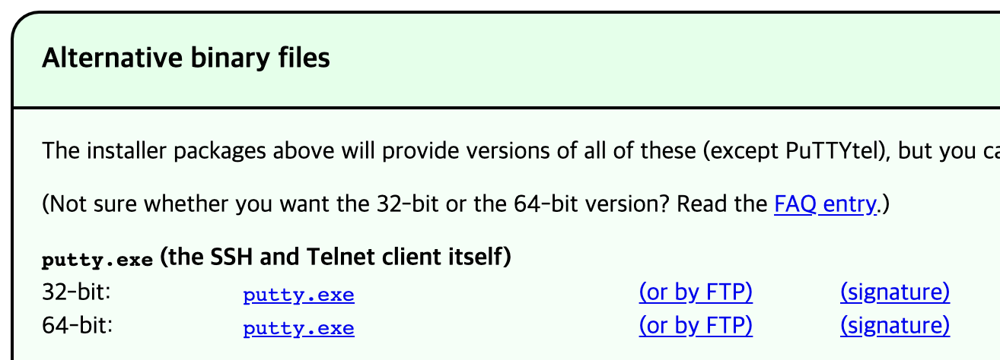 Alternative binary files
The installer packages above will provide versions of all of these (except PuTTYtel), but you
(Not sure whether you want the 32-bit or the 64-bit version? Read the FAQ entry.)
putty.exe (the SSH and Telnet client itself)
32-bit: putty.exe (or by FTP) (signature)
64-bit: putty.exe (or by FTP) (signature)